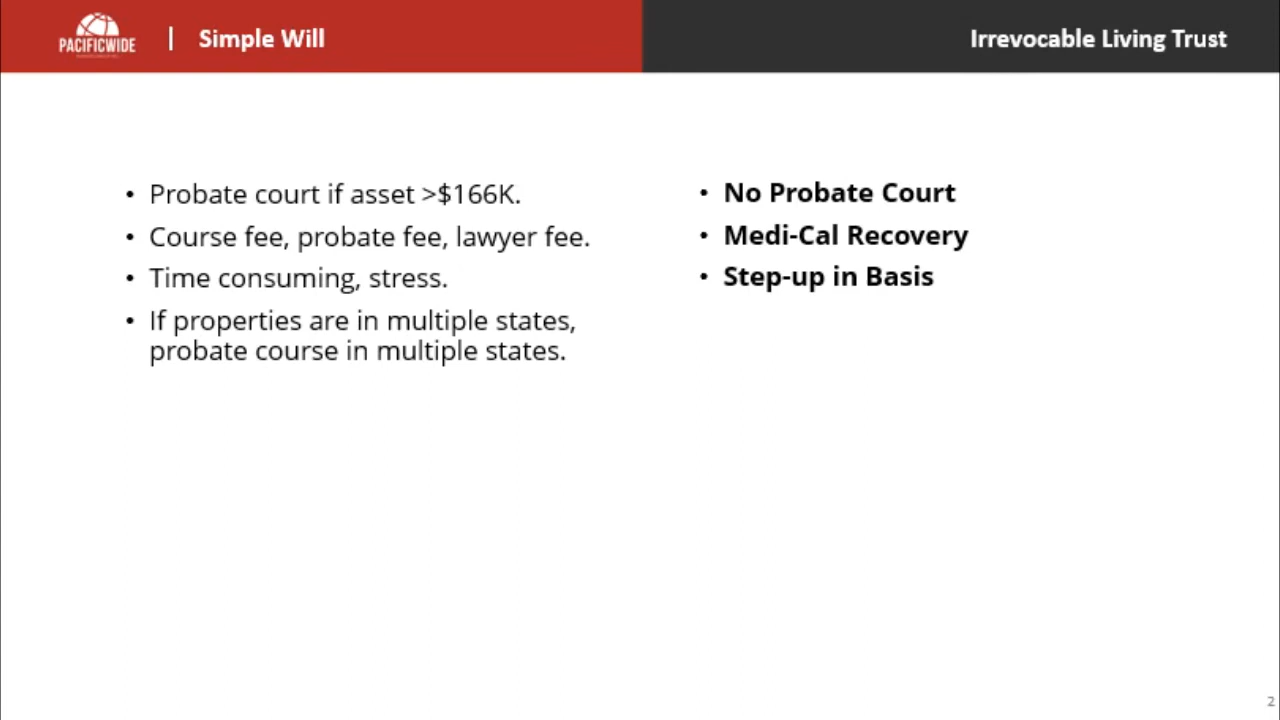 PACIFICWIDE
Simple Will
Irrevocable Living Trust
• Probate court if asset >$166K.
• Course fee, probate fee, lawyer fee.
• Time consuming, stress.
• If properties are in multiple states,
probate course in multiple states.
• No Probate Court
• Medi-Cal Recovery
• Step-up in Basis
2